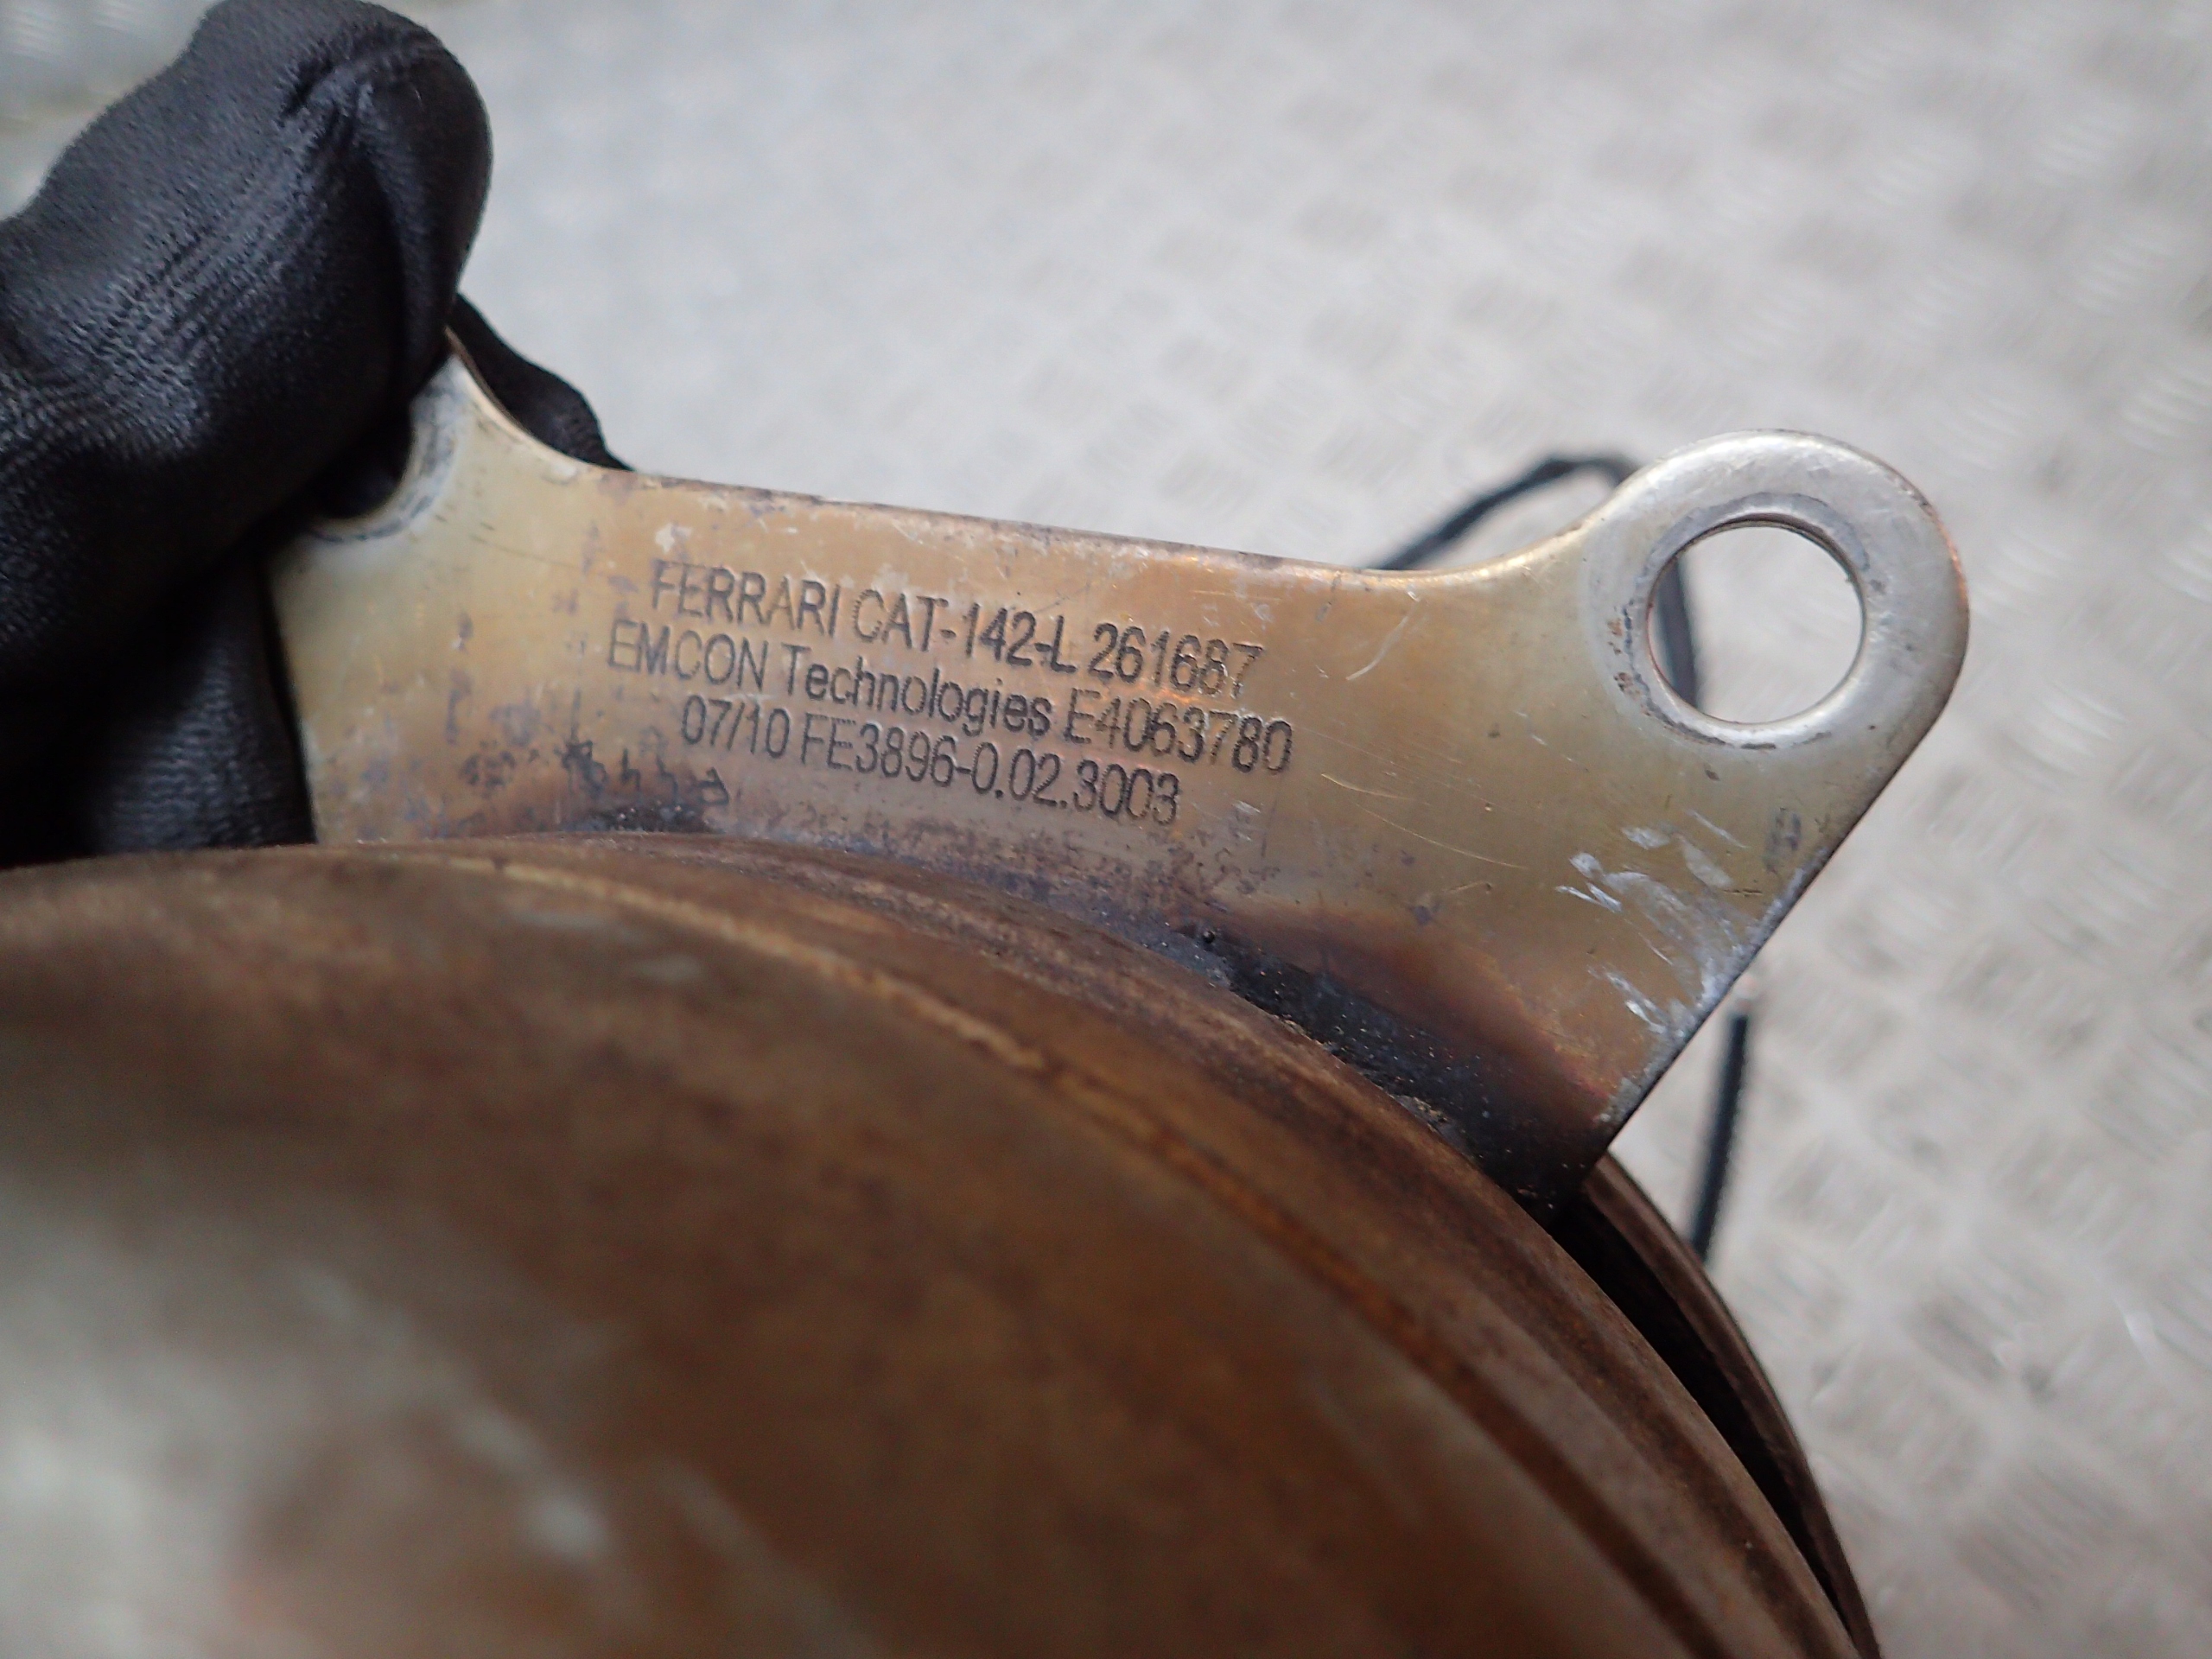 FERRARI CAT-142-L 261687
EMCON Technologies E4063780
07/10 FE3896-0.02.3003